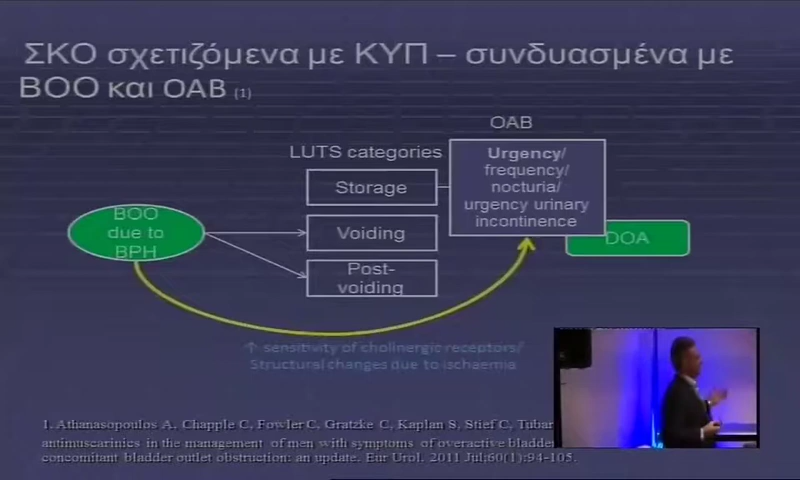 ΣΚΟ σχετιζόμενα με ΚΥΠ – συνδυασμένα με
BOO και OAB (1)
OAB
LUTS categories
Urgency/
frequency/
nocturia/
urgency urinary
incontinence
Storage
BOO
due to
BPH
Voiding
DOA
Post-
voiding
↑ sensitivity of cholinergic receptors/
Structural changes due to ischaemia
1. Athanasopoulos A. Chapple C, Fowler C, Gratzke C, Kaplan S, Stief C, Tubar
antimuscarinics in the management of men with symptoms of overactive bladder
concomitant bladder outlet obstruction: an update. Eur Urol. 2011 Jul;60(1):94-105.